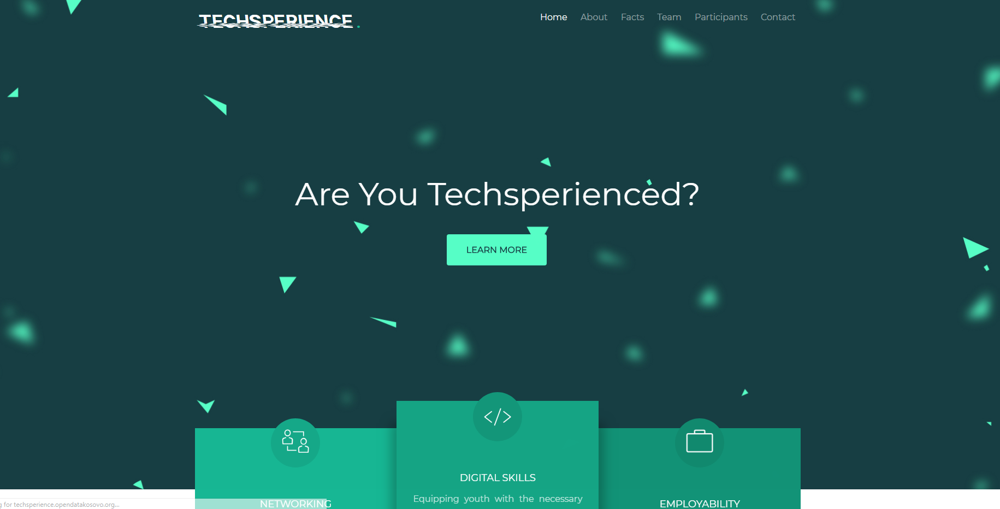 TECHSPERIENCE.
Home About Facts Team Participants Contact
Are You Techsperienced?
LEARN MORE
DIGITAL SKILLS
Equipping youth with the necessary
NETWORKING
EMPLOYABILITY
g for techsperience.opendatakosovo.org...